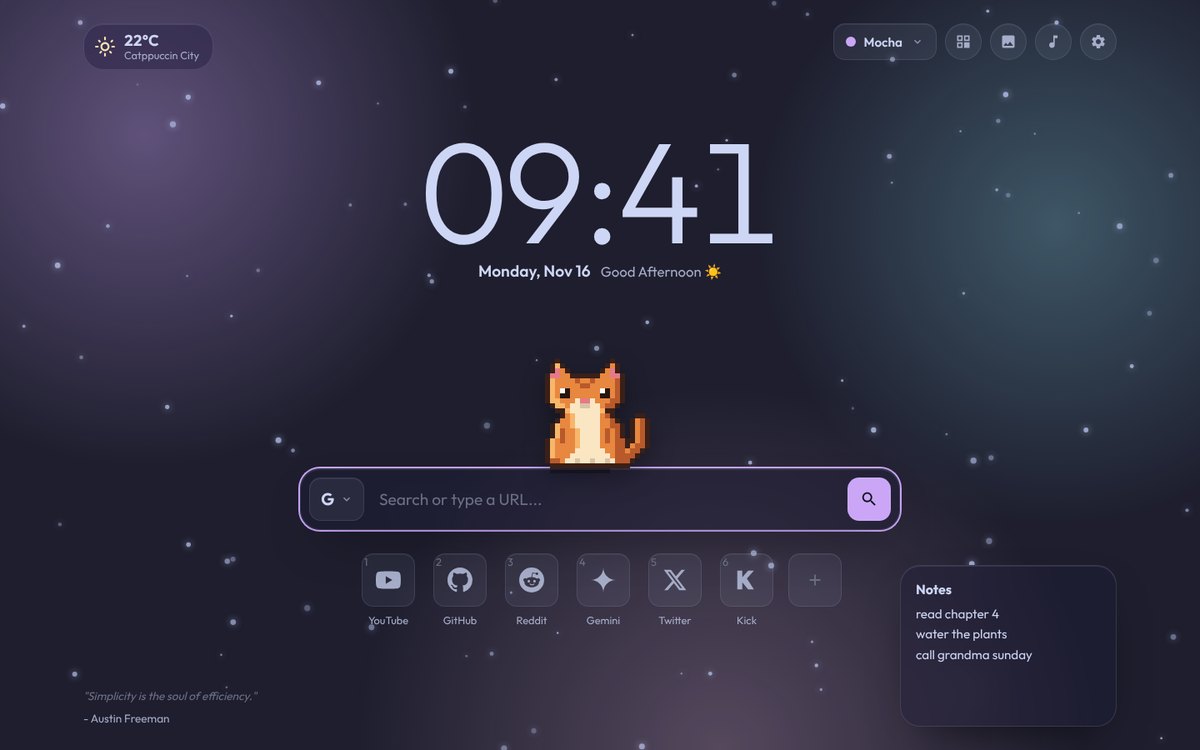 22°C
Catppuccin City
Mocha
09:41
Monday, Nov 16 Good Afternoon ☀️
G
Search or type a URL...
1
YouTube
2
GitHub
3
Reddit
4
Gemini
5
Twitter
6
K
Kick
+
Notes
read chapter 4
water the plants
call grandma sunday
"Simplicity is the soul of efficiency."
- Austin Freeman